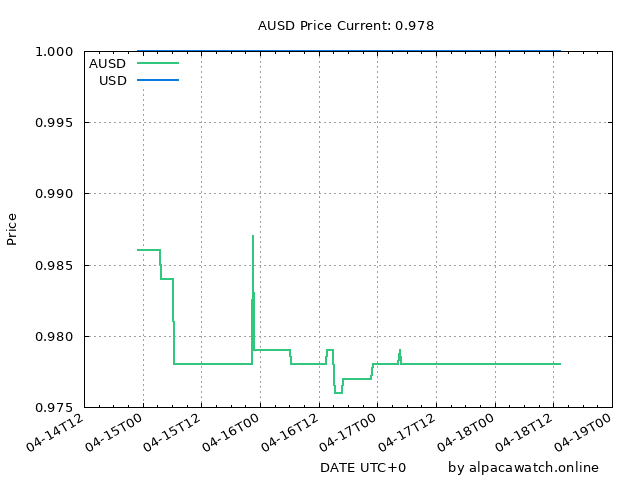 AUSD Price Current: 0.978
1.000
AUSD
USD
0.995
0.990
Price
0.985
0.980
0.975
04-14T12
04-15T00
04-15T12
04-16T00
04-16T12
04-17T00
04-17T12
04-18T00
04-18T12
04-19T00
DATE UTC+0
by alpacawatch.online